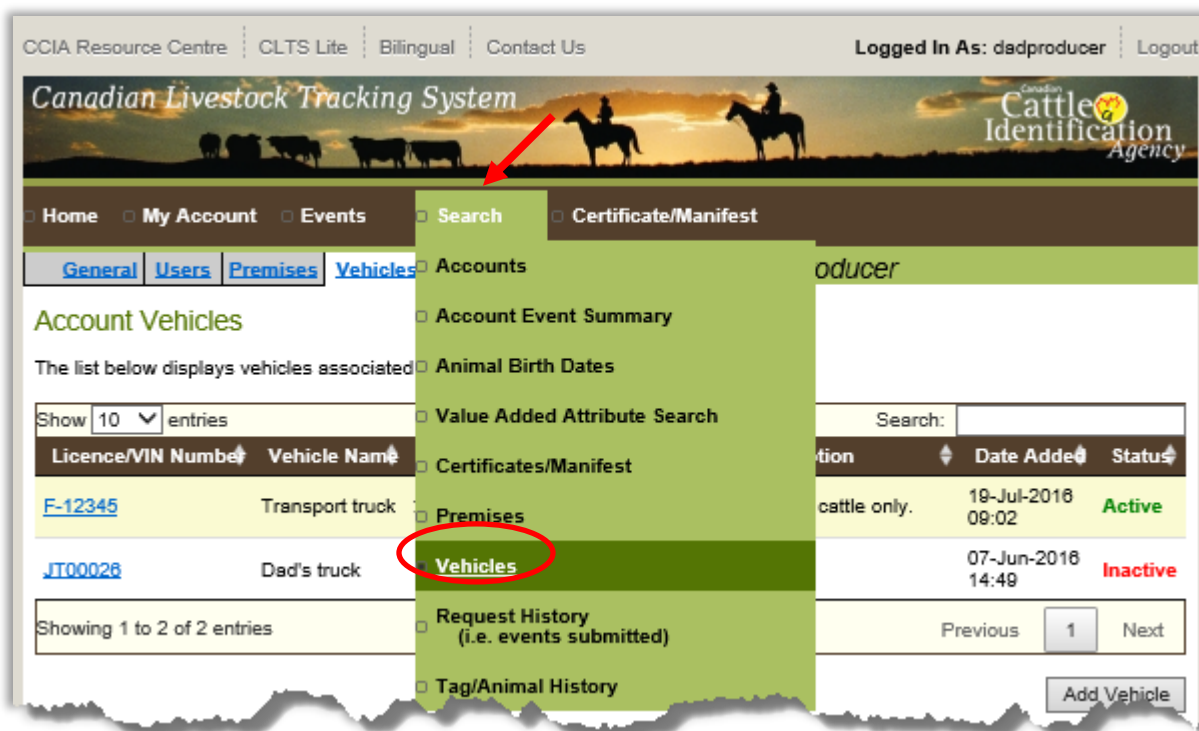 CCIA Resource Centre CLTS Lite Bilingual Contact Us Logged In As: dadproducer Logout
Canadian Livestock Tracking System
Canadian
Cattle
Identification
Agency
Home My Account Events Search Certificate/Manifest
General Users Premises Vehicles oducer
Accounts
Account Vehicles
Account Event Summary
The list below displays vehicles associated
Animal Birth Dates
Value Added Attribute Search
Show 10 entries Search:
Licence/VIN Number Vehicle Name tion Date Added Status
Certificates/Manifest
F-12345 Transport truck cattle only. 19-Jul-2016 09:02 Active
Premises
Vehicles
JT00026 Dad's truck 07-Jun-2016 14:49 Inactive
Request History
(i.e. events submitted)
Showing 1 to 2 of 2 entries Previous 1 Next
Tag/Animal History
Add Vehicle